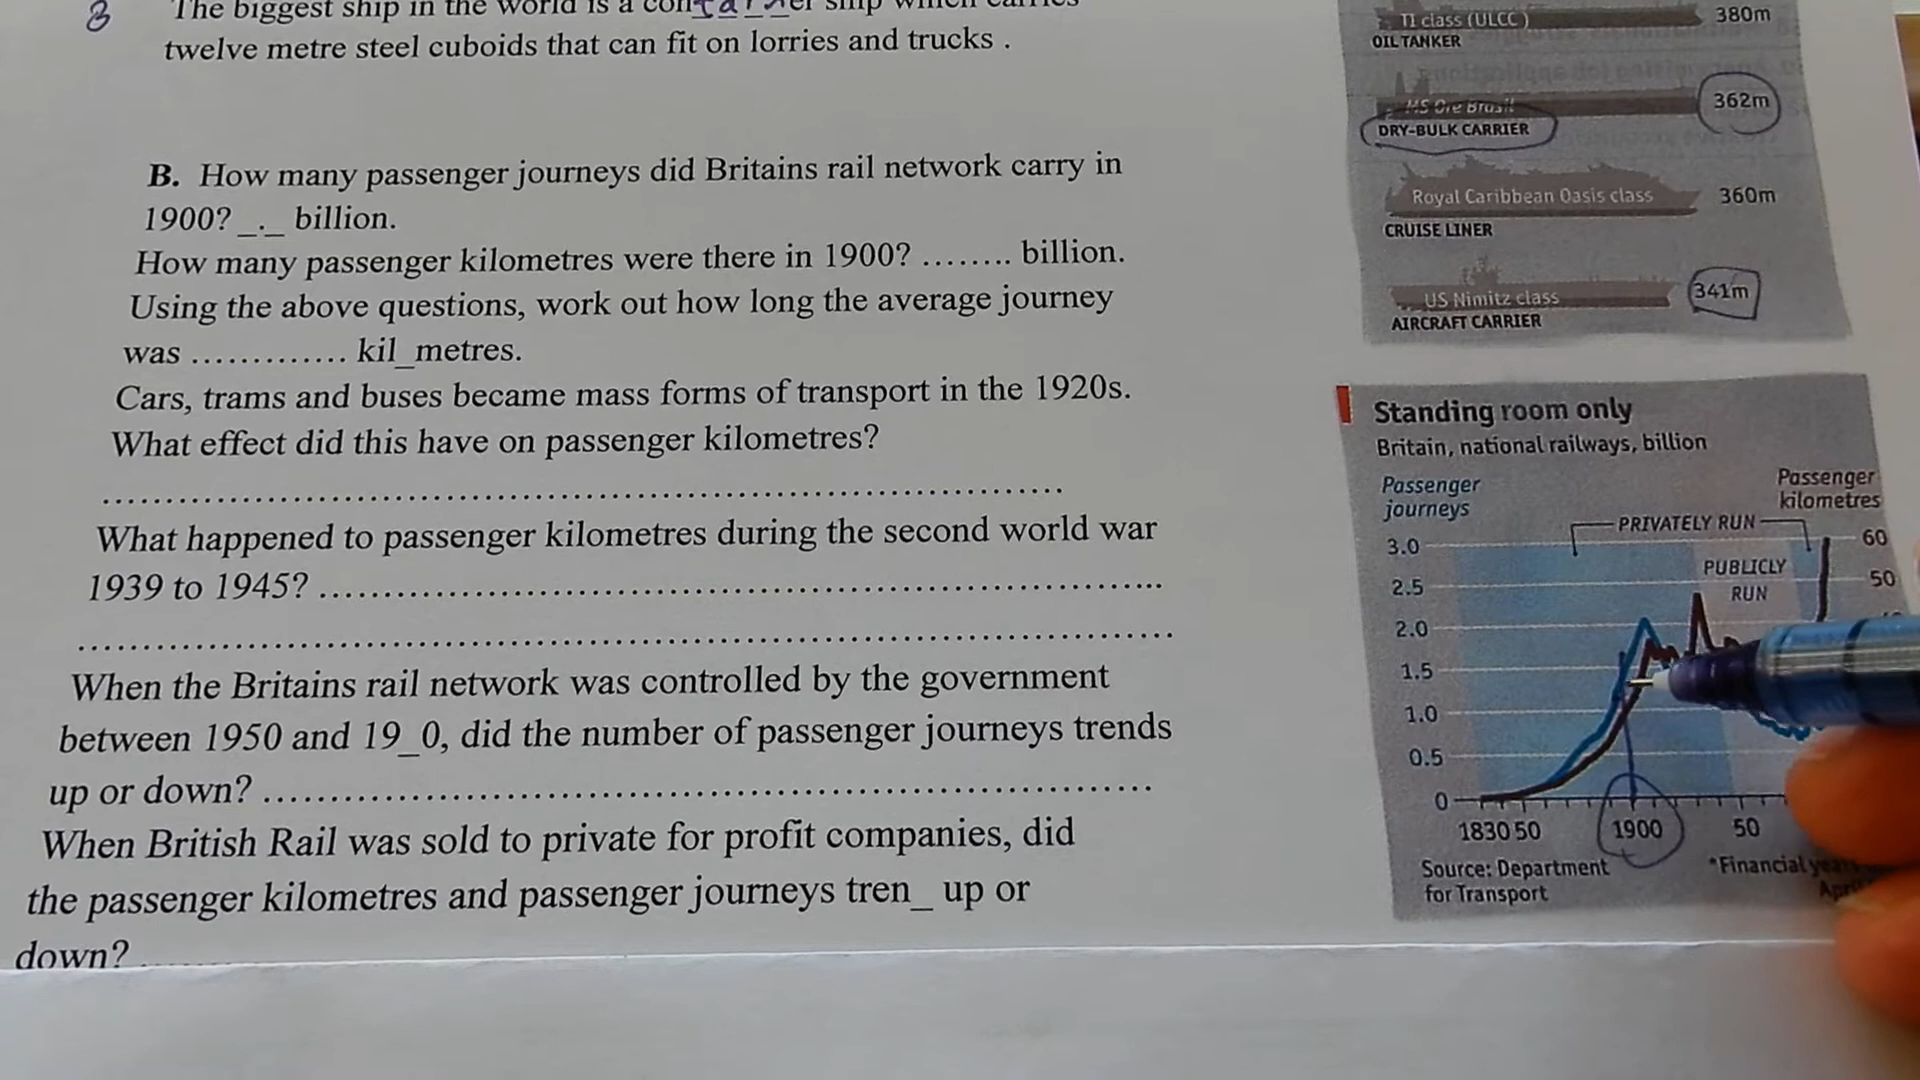 8
The biggest ship in the world is a container ship which carries
twelve metre steel cuboids that can fit on lorries and trucks .
B. How many passenger journeys did Britains rail network carry in
1900? _._ billion.
How many passenger kilometres were there in 1900? ........ billion.
Using the above questions, work out how long the average journey
was ............. kil_metres.
Cars, trams and buses became mass forms of transport in the 1920s.
What effect did this have on passenger kilometres?
What happened to passenger kilometres during the second world war
1939 to 1945?
When the Britains rail network was controlled by the government
between 1950 and 19_0, did the number of passenger journeys trends
up or down?
When British Rail was sold to private for profit companies, did
the passenger kilometres and passenger journeys tren_ up or
down?
TI class (ULCC) 380m
OIL TANKER
MS Ore Brasil 362m
DRY-BULK CARRIER
Royal Caribbean Oasis class 360m
CRUISE LINER
US Nimitz class 341m
AIRCRAFT CARRIER
Standing room only
Britain, national railways, billion
Passenger
journeys
Passenger
kilometres
PRIVATELY RUN
PUBLICLY
RUN
3.0 60
2.5 50
2.0
1.5
1.0
0.5
0
1830 50 1900 50
Source: Department
for Transport
*Financial